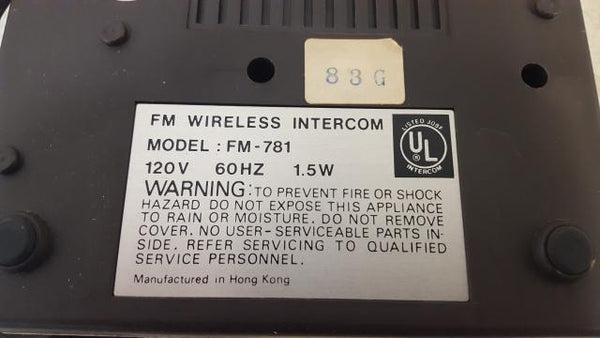 83G
FM WIRELESS INTERCOM
MODEL : FM-781
120V 60HZ 1.5W
LISTED 308F
UL
®
INTERCOM
WARNING: TO PREVENT FIRE OR SHOCK
HAZARD DO NOT EXPOSE THIS APPLIANCE
TO RAIN OR MOISTURE. DO NOT REMOVE
COVER. NO USER-SERVICEABLE PARTS IN-
SIDE. REFER SERVICING TO QUALIFIED
SERVICE PERSONNEL.
Manufactured in Hong Kong